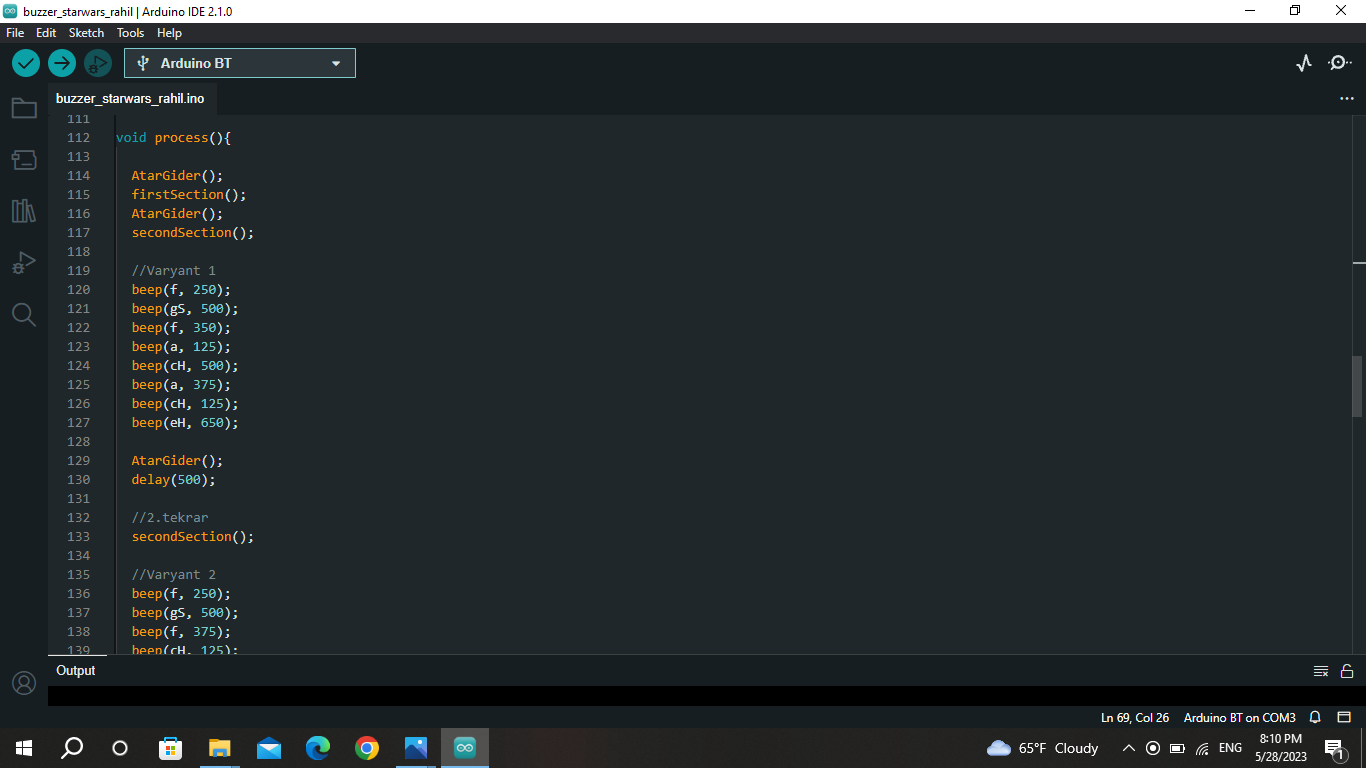 buzzer_starwars_rahil | Arduino IDE 2.1.0
File Edit Sketch Tools Help
Arduino BT
buzzer_starwars_rahil.ino
111
112 void process(){
113
114 AtarGider();
115 firstSection();
116 AtarGider();
117 secondSection();
118
119 //Varyant 1
120 beep(f, 250);
121 beep(gS, 500);
122 beep(f, 350);
123 beep(a, 125);
124 beep(cH, 500);
125 beep(a, 375);
126 beep(cH, 125);
127 beep(eH, 650);
128
129 AtarGider();
130 delay(500);
131
132 //2.tekrar
133 secondSection();
134
135 //Varyant 2
136 beep(f, 250);
137 beep(gS, 500);
138 beep(f, 375);
139 beep(cH, 125);
Output
Ln 69, Col 26 Arduino BT on COM3
65°F Cloudy ENG 8:10 PM
5/28/2023 1